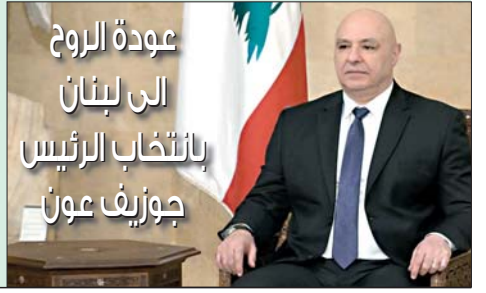 عودة الروح
الى لبنان
بانتخاب الرئيس
جوزيف عون